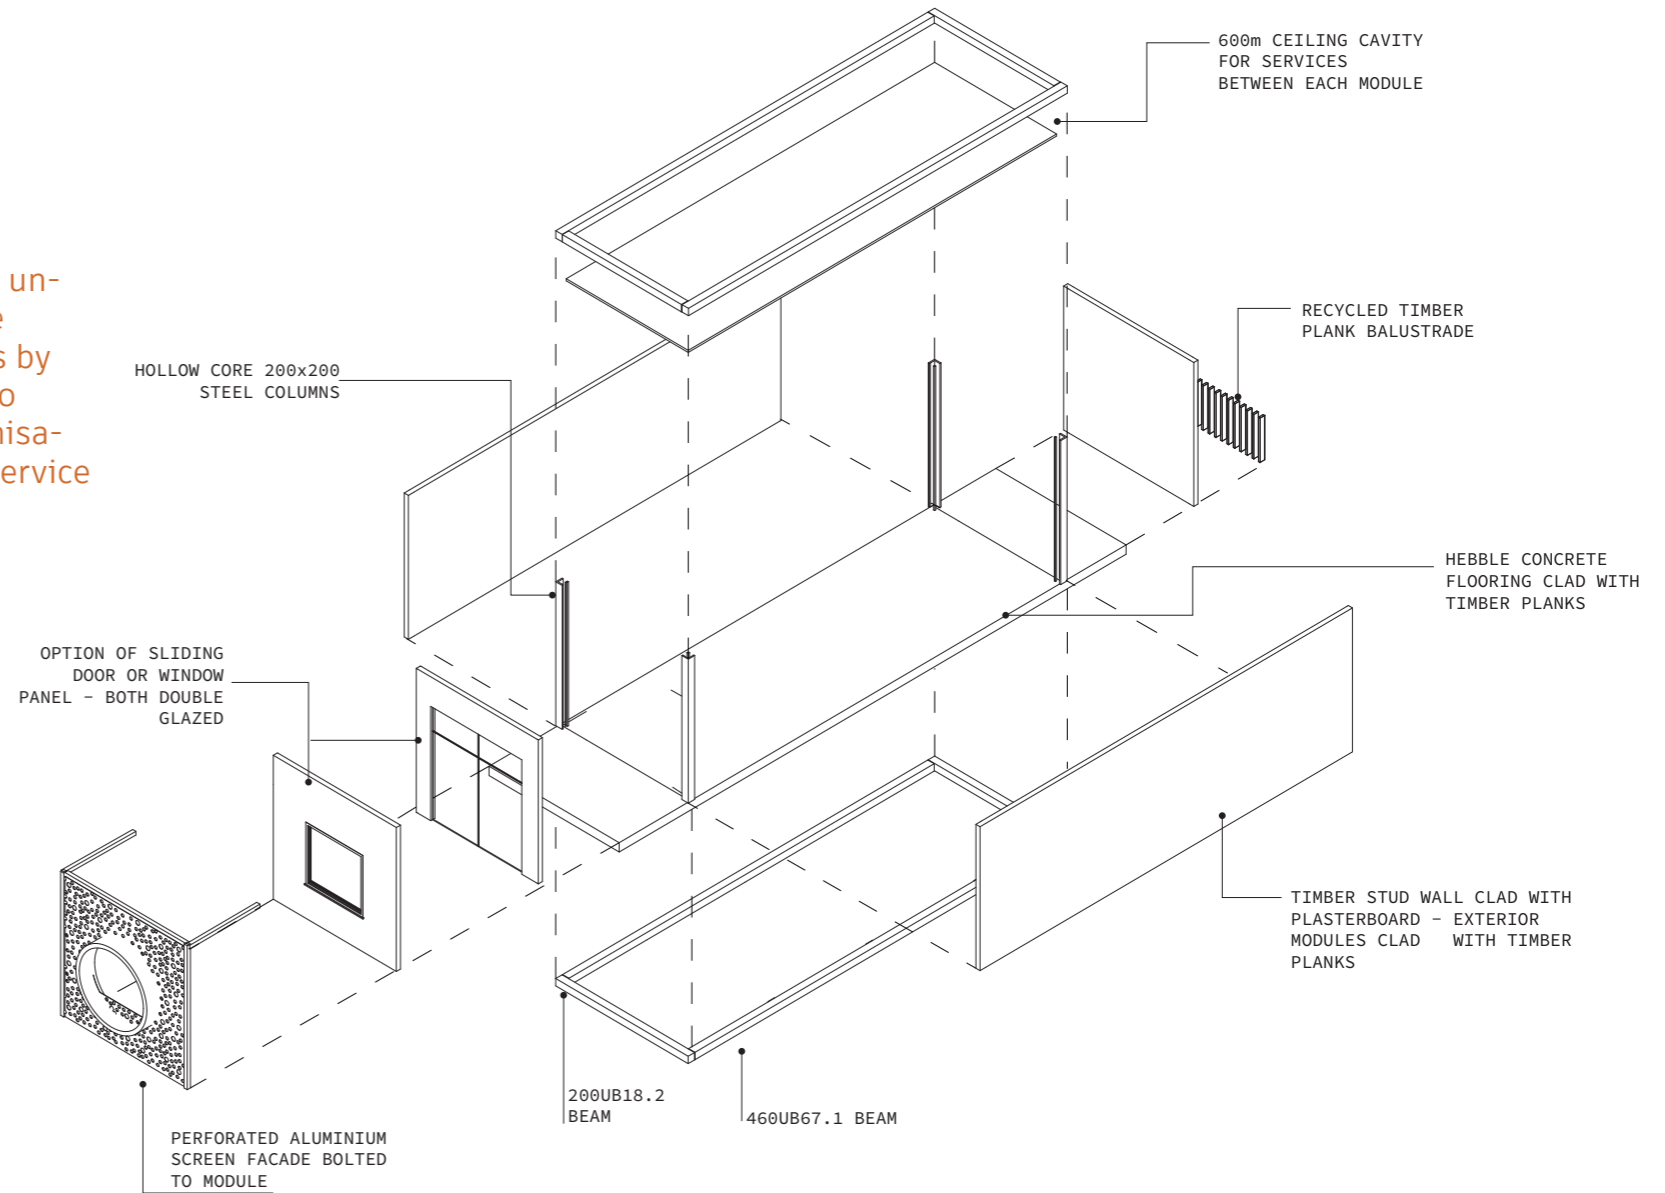 600m CEILING CAVITY
FOR SERVICES
BETWEEN EACH MODULE
un-
e
s by
o
nisa-
ervice
RECYCLED TIMBER
PLANK BALUSTRADE
HOLLOW CORE 200x200
STEEL COLUMNS
HEBBLE CONCRETE
FLOORING CLAD WITH
TIMBER PLANKS
OPTION OF SLIDING
DOOR OR WINDOW
PANEL - BOTH DOUBLE
GLAZED
TIMBER STUD WALL CLAD WITH
PLASTERBOARD - EXTERIOR
MODULES CLAD WITH TIMBER
PLANKS
200UB18.2
BEAM
460UB67.1 BEAM
PERFORATED ALUMINIUM
SCREEN FACADE BOLTED
TO MODULE